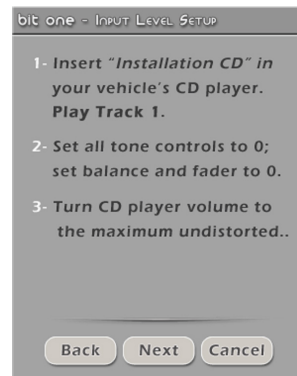 bit one - Input Level Setup
1- Insert "Installation CD" in
your vehicle's CD player.
Play Track 1.
2- Set all tone controls to 0;
set balance and fader to 0.
3- Turn CD player volume to
the maximum undistorted..
Back Next Cancel